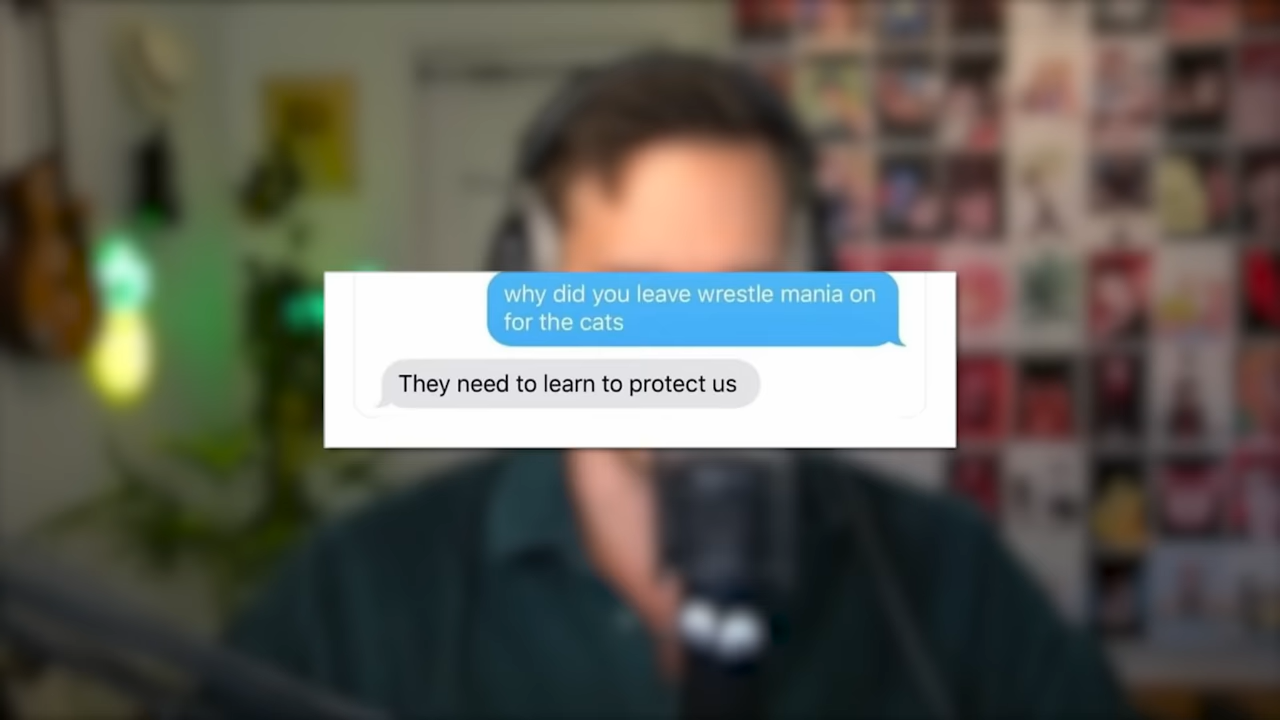 why did you leave wrestle mania on
for the cats
They need to learn to protect us